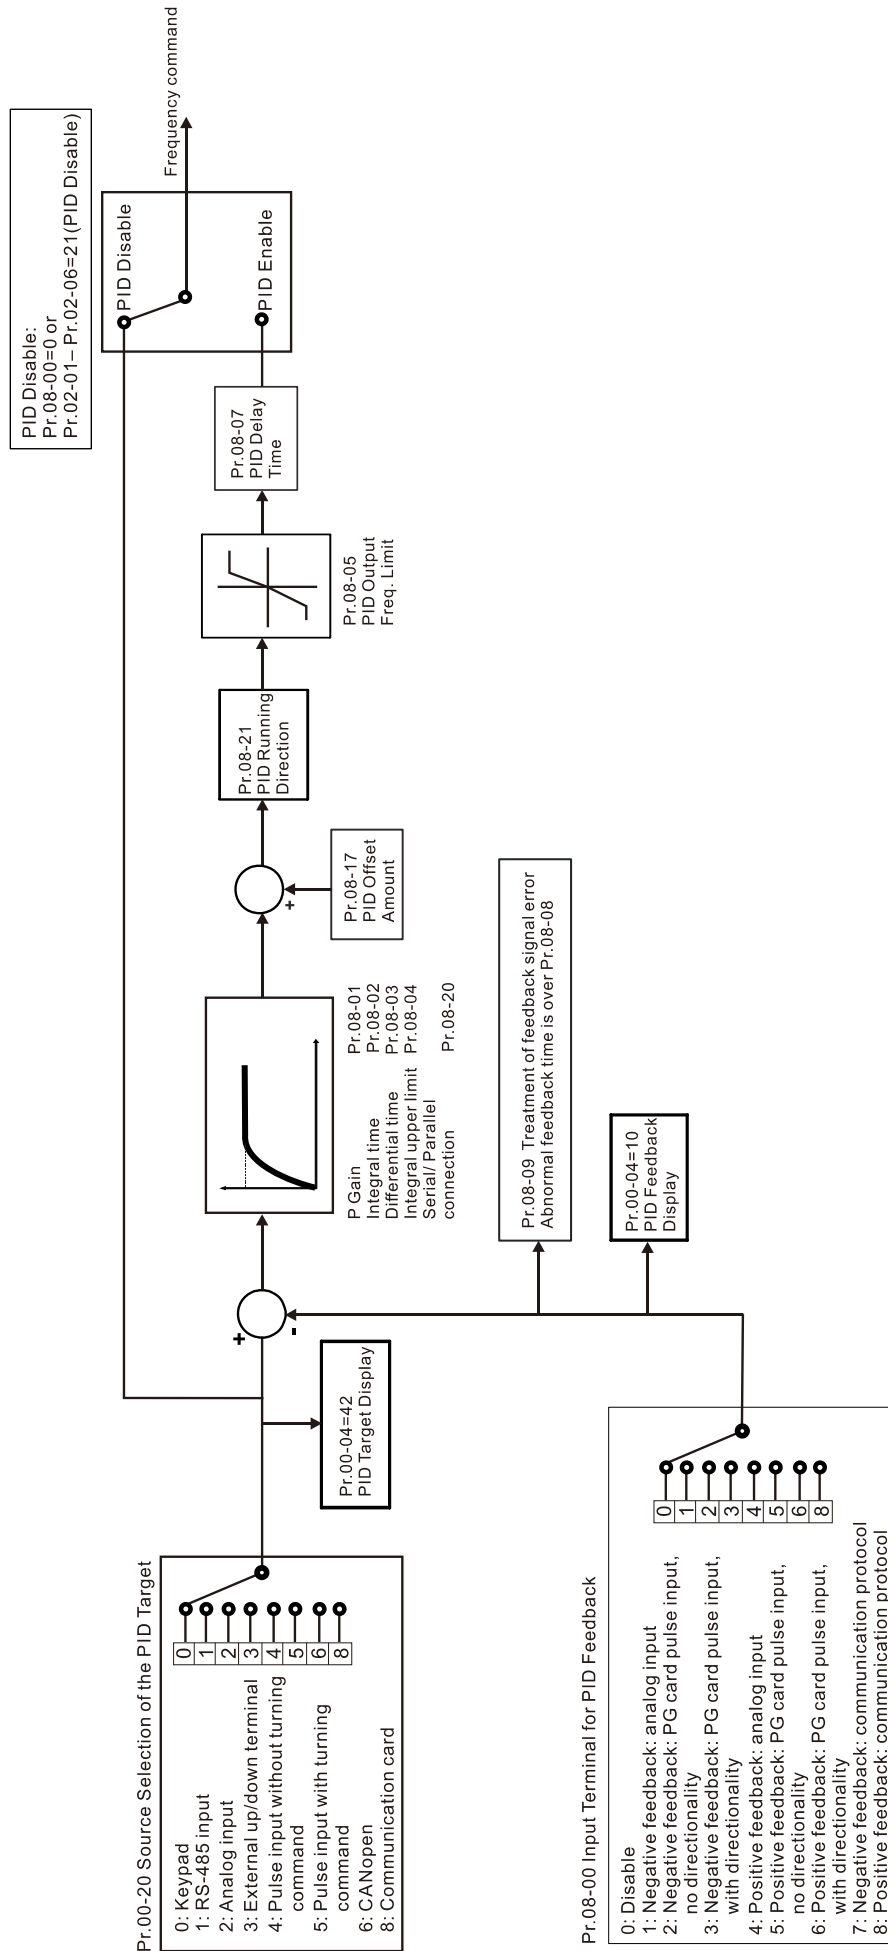 Pr.00-20 Source Selection of the PID Target
0: Keypad
1: RS-485 input
2: Analog input
3: External up/down terminal
4: Pulse input without turning
command
5: Pulse input with turning
command
6: CANopen
8: Communication card
0
1
2
3
4
5
6
8
Pr.00-04=42
PID Target Display
+
-
P Gain Pr.08-01
Integral time Pr.08-02
Differential time Pr.08-03
Integral upper limit Pr.08-04
Serial/Parallel
connection Pr.08-20
+
Pr.08-17
PID Offset
Amount
Pr.08-21
PID Running
Direction
Pr.08-05
PID Output
Freq. Limit
Pr.08-07
PID Delay
Time
PID Disable:
Pr.08-00=0 or
Pr.02-01– Pr.02-06=21(PID Disable)
PID Disable
PID Enable
Frequency command
Pr.08-09 Treatment of feedback signal error
Abnormal feedback time is over Pr.08-08
Pr.00-04=10
PID Feedback
Display
Pr.08-00 Input Terminal for PID Feedback
0: Disable
1: Negative feedback: analog input
2: Negative feedback: PG card pulse input,
no directionality
3: Negative feedback: PG card pulse input,
with directionality
4: Positive feedback: analog input
5: Positive feedback: PG card pulse input,
no directionality
6: Positive feedback: PG card pulse input,
with directionality
7: Negative feedback: communication protocol
8: Positive feedback: communication protocol
0
1
2
3
4
5
6
8